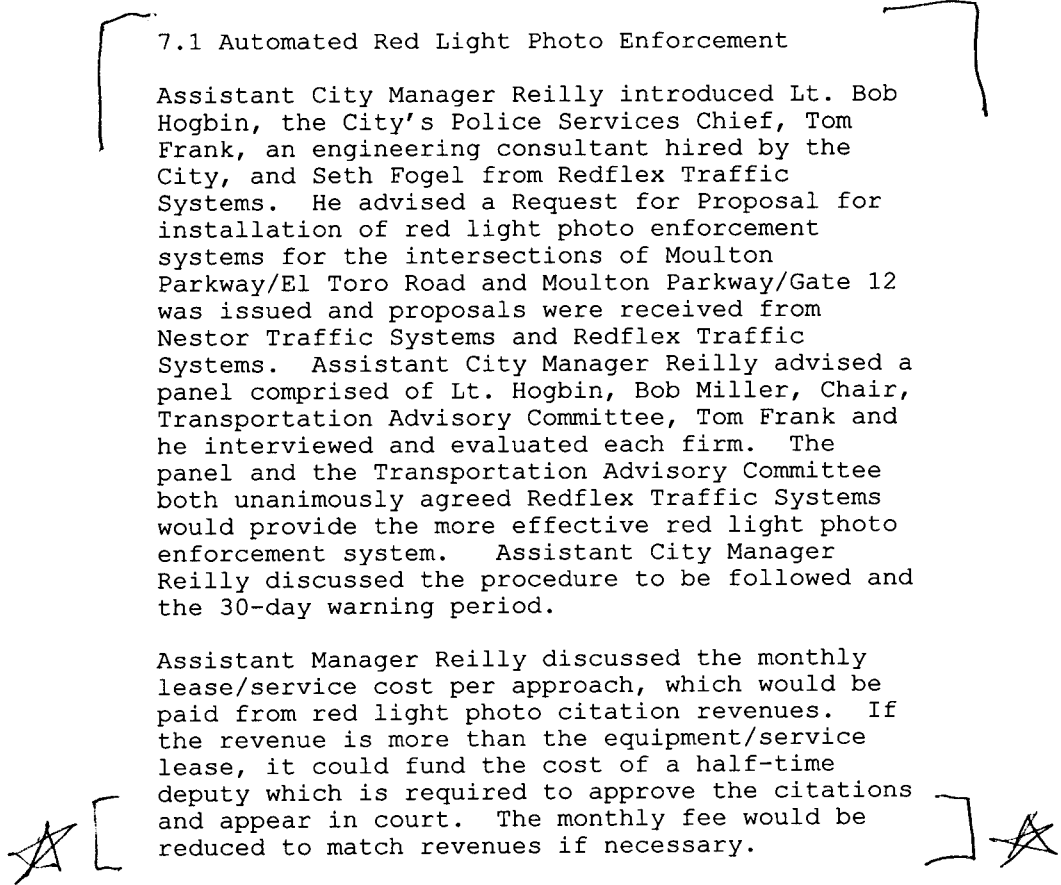 7.1 Automated Red Light Photo Enforcement
Assistant City Manager Reilly introduced Lt. Bob
Hogbin, the City's Police Services Chief, Tom
Frank, an engineering consultant hired by the
City, and Seth Fogel from Redflex Traffic
Systems.  He advised a Request for Proposal for
installation of red light photo enforcement
systems for the intersections of Moulton
Parkway/El Toro Road and Moulton Parkway/Gate 12
was issued and proposals were received from
Nestor Traffic Systems and Redflex Traffic
Systems.  Assistant City Manager Reilly advised a
panel comprised of Lt. Hogbin, Bob Miller, Chair,
Transportation Advisory Committee, Tom Frank and
he interviewed and evaluated each firm.  The
panel and the Transportation Advisory Committee
both unanimously agreed Redflex Traffic Systems
would provide the more effective red light photo
enforcement system.   Assistant City Manager
Reilly discussed the procedure to be followed and
the 30-day warning period.
Assistant Manager Reilly discussed the monthly
lease/service cost per approach, which would be
paid from red light photo citation revenues.  If
the revenue is more than the equipment/service
lease, it could fund the cost of a half-time
deputy which is required to approve the citations
and appear in court.  The monthly fee would be
reduced to match revenues if necessary.